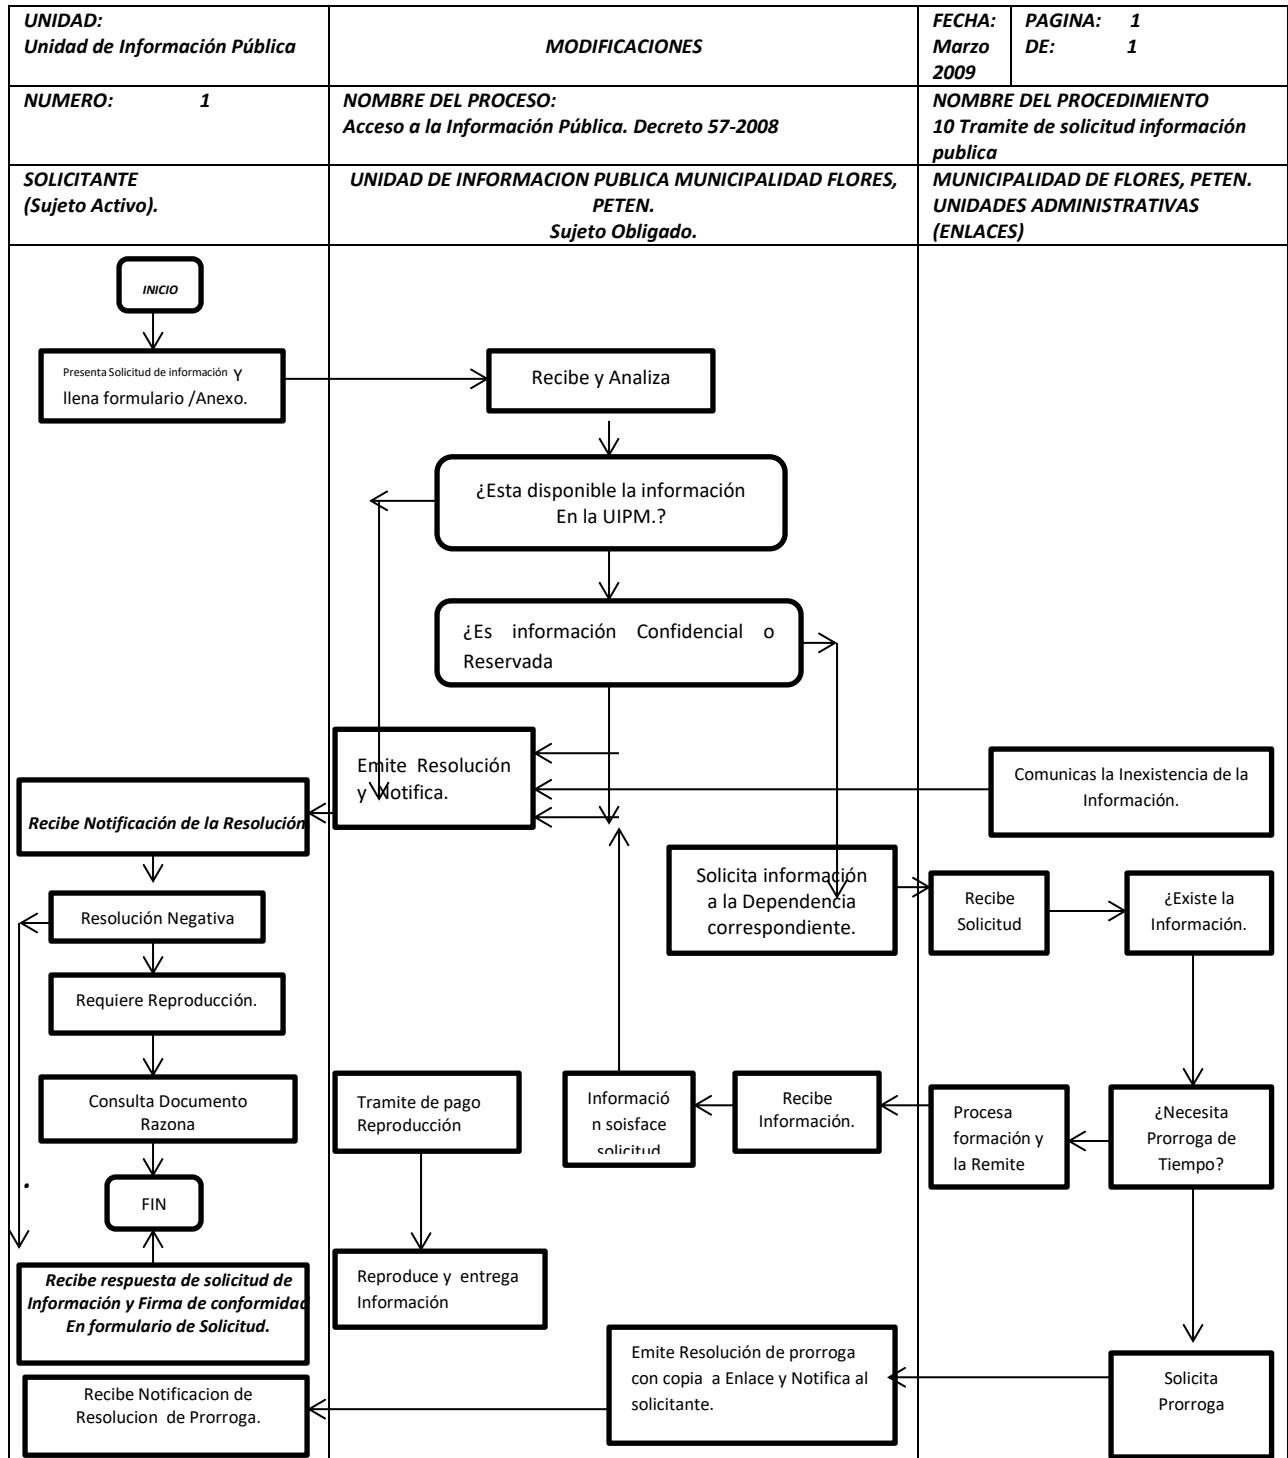 UNIDAD:
Unidad de Información Pública
MODIFICACIONES
FECHA:
Marzo
2009
PAGINA: 1
DE: 1
NUMERO: 1
NOMBRE DEL PROCESO:
Acceso a la Información Pública. Decreto 57-2008
NOMBRE DEL PROCEDIMIENTO
10 Tramite de solicitud información
publica
SOLICITANTE
(Sujeto Activo).
UNIDAD DE INFORMACION PUBLICA MUNICIPALIDAD FLORES,
PETEN.
Sujeto Obligado.
MUNICIPALIDAD DE FLORES, PETEN.
UNIDADES ADMINISTRATIVAS
(ENLACES)
INICIO
Presenta Solicitud de información Y
llena formulario /Anexo.
Recibe y Analiza
¿Esta disponible la información
En la UIPM.?
¿Es información Confidencial o
Reservada
Emite Resolución
y Notifica.
Comunicas la Inexistencia de la
Información.
Recibe Notificación de la Resolución
Solicita información
a la Dependencia
correspondiente.
Recibe
Solicitud
¿Existe la
Información.
Resolución Negativa
Requiere Reproducción.
Consulta Documento
Razona
Tramite de pago
Reproducción
Informació
n soisface
solicitud
Recibe
Información.
Procesa
formación y
la Remite
¿Necesita
Prorroga de
Tiempo?
.
FIN
Recibe respuesta de solicitud de
Información y Firma de conformidad
En formulario de Solicitud.
Reproduce y entrega
Información
Emite Resolución de prorroga
con copia a Enlace y Notifica al
solicitante.
Solicita
Prorroga
Recibe Notificacion de
Resolucion de Prorroga.